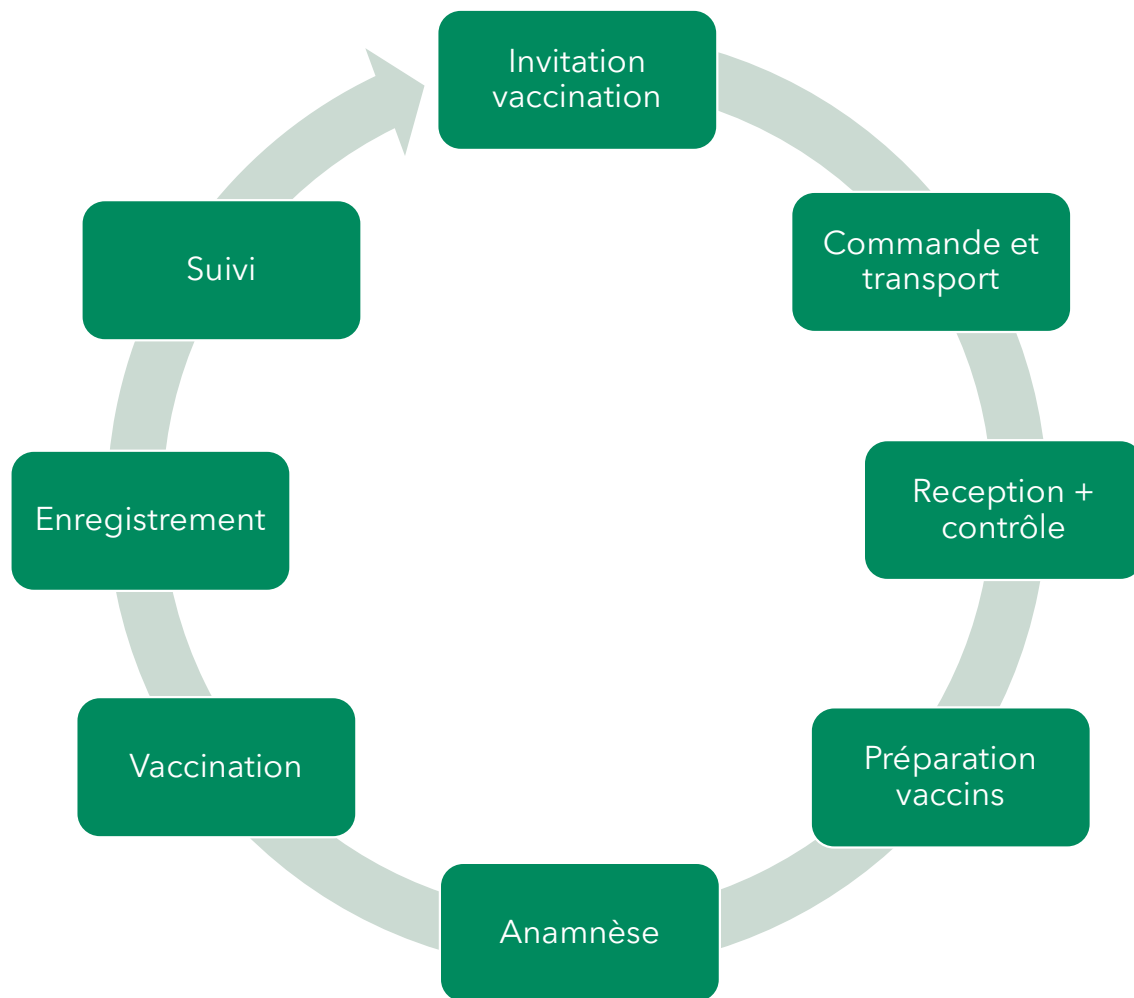 Invitation
vaccination
Commande et
transport
Reception +
contrôle
Préparation
vaccins
Anamnèse
Vaccination
Enregistrement
Suivi